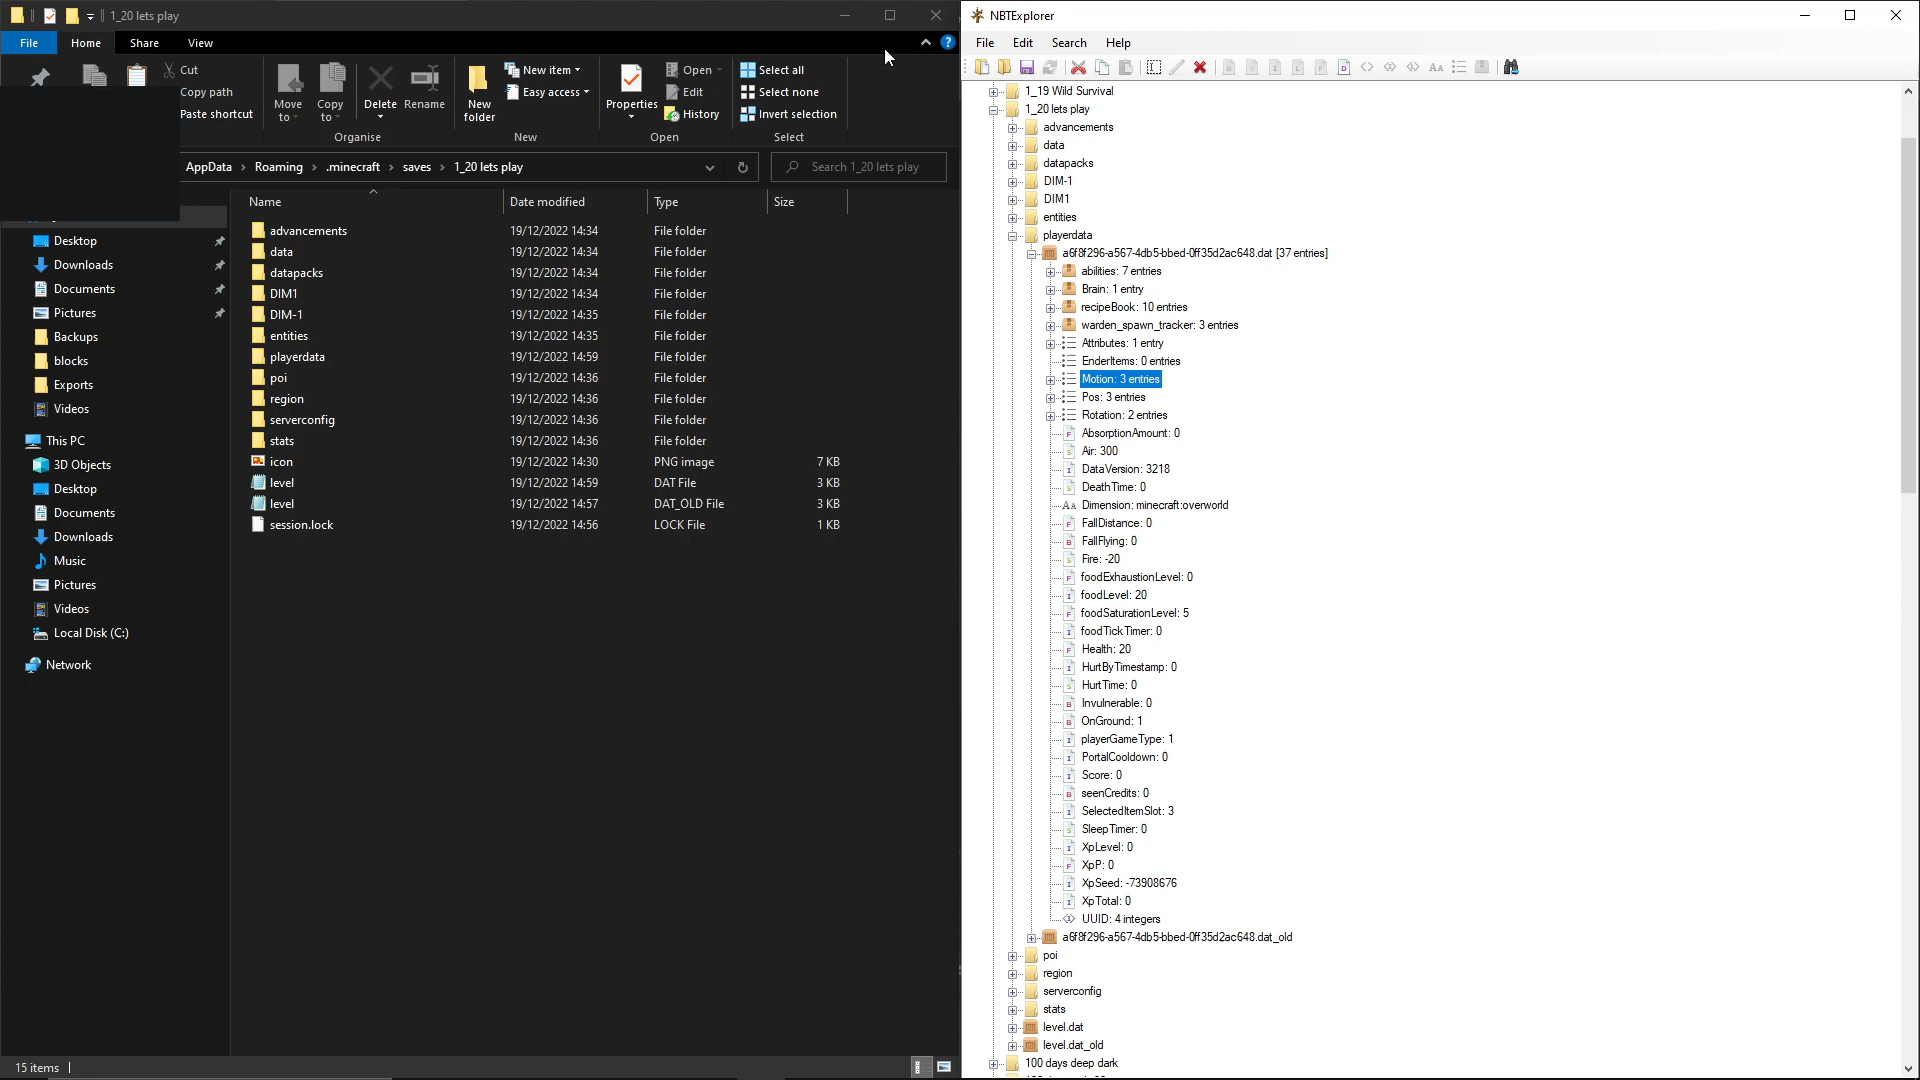 1_20 lets play
File Home Share View
Cut
Copy path
Paste shortcut
Move to
Copy to
Delete
Rename
New folder
New item
Easy access
Properties
Open
Edit
History
Select all
Select none
Invert selection
Organise New Open Select
AppData › Roaming › .minecraft › saves › 1_20 lets play
Search 1_20 lets play
Name Date modified Type Size
Desktop
Downloads
Documents
Pictures
Backups
blocks
Exports
Videos
This PC
3D Objects
Desktop
Documents
Downloads
Music
Pictures
Videos
Local Disk (C:)
Network
advancements 19/12/2022 14:34 File folder
data 19/12/2022 14:34 File folder
datapacks 19/12/2022 14:34 File folder
DIM1 19/12/2022 14:34 File folder
DIM-1 19/12/2022 14:35 File folder
entities 19/12/2022 14:35 File folder
playerdata 19/12/2022 14:59 File folder
poi 19/12/2022 14:36 File folder
region 19/12/2022 14:36 File folder
serverconfig 19/12/2022 14:36 File folder
stats 19/12/2022 14:36 File folder
icon 19/12/2022 14:30 PNG image 7 KB
level 19/12/2022 14:59 DAT File 3 KB
level 19/12/2022 14:57 DAT_OLD File 3 KB
session.lock 19/12/2022 14:56 LOCK File 1 KB
15 items
NBTExplorer
File Edit Search Help
1_19 Wild Survival
1_20 lets play
advancements
data
datapacks
DIM-1
DIM1
entities
playerdata
a6f8f296-a567-4db5-bbed-0ff35d2ac648.dat [37 entries]
abilities: 7 entries
Brain: 1 entry
recipeBook: 10 entries
warden_spawn_tracker: 3 entries
Attributes: 1 entry
EnderItems: 0 entries
Motion: 3 entries
Pos: 3 entries
Rotation: 2 entries
AbsorptionAmount: 0
Air: 300
DataVersion: 3218
DeathTime: 0
Dimension: minecraft:overworld
FallDistance: 0
FallFlying: 0
Fire: -20
foodExhaustionLevel: 0
foodLevel: 20
foodSaturationLevel: 5
foodTickTimer: 0
Health: 20
HurtByTimestamp: 0
HurtTime: 0
Invulnerable: 0
OnGround: 1
playerGameType: 1
PortalCooldown: 0
Score: 0
seenCredits: 0
SelectedItemSlot: 3
SleepTimer: 0
XpLevel: 0
XpP: 0
XpSeed: -73908676
XpTotal: 0
UUID: 4 integers
a6f8f296-a567-4db5-bbed-0ff35d2ac648.dat_old
poi
region
serverconfig
stats
level.dat
level.dat_old
100 days deep dark